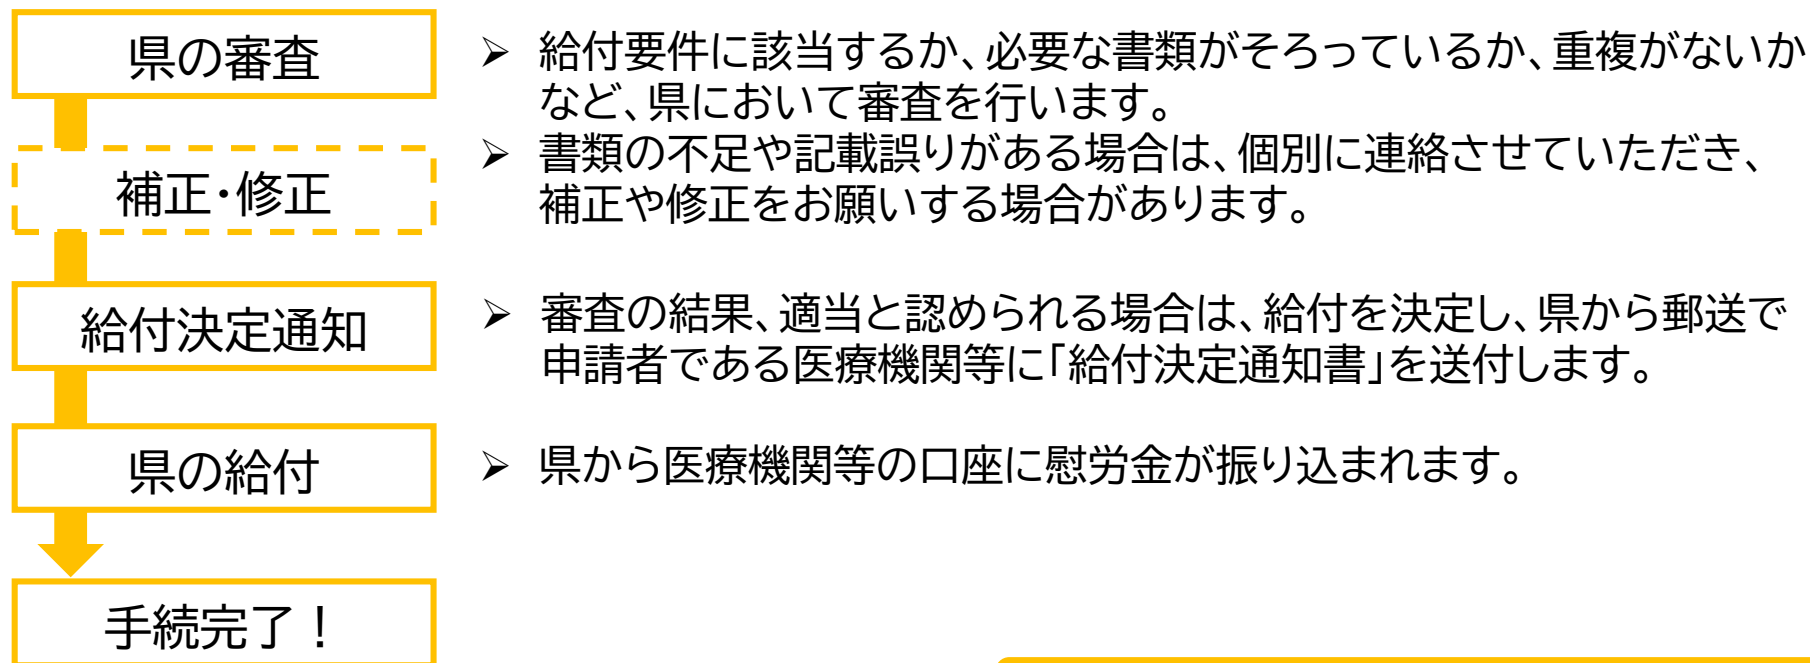 県の審査
➢ 給付要件に該当するか、必要な書類がそろっているか、重複がないか
など、県において審査を行います。
➢ 書類の不足や記載誤りがある場合は、個別に連絡させていただき、
補正や修正をお願いする場合があります。
補正・修正
給付決定通知
➢ 審査の結果、適当と認められる場合は、給付を決定し、県から郵送で
申請者である医療機関等に「給付決定通知書」を送付します。
県の給付
➢ 県から医療機関等の口座に慰労金が振り込まれます。
手続完了！